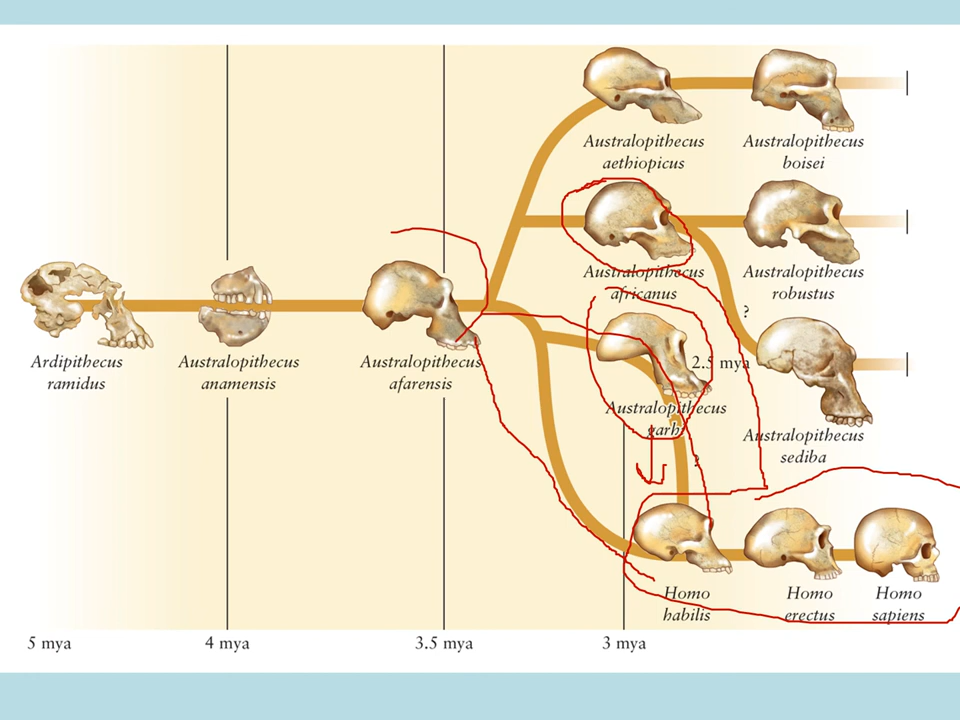 Australopithecus
aethiopicus
Australopithecus
boisei
Australopithecus
africanus
Australopithecus
robustus
?
Ardipithecus
ramidus
Australopithecus
anamensis
Australopithecus
afarensis
2.5 mya
Australopithecus
garhi
Australopithecus
sediba
?
Homo
habilis
Homo
erectus
Homo
sapiens
5 mya
4 mya
3.5 mya
3 mya